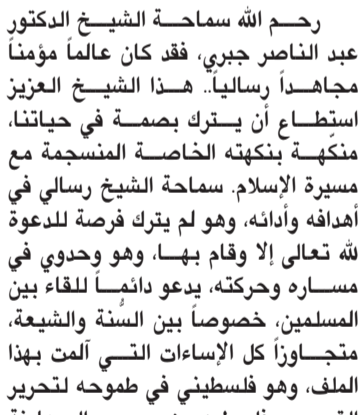 رحم الله سماحة الشيخ الدكتور
عبد الناصر جبري، فقد كان عالماً مؤمناً
مجاهداً رسالياً.. هذا الشيخ العزيز
استطاع أن يترك بصمة في حياتنا،
منكّهة بنكهته الخاصة المنسجمة مع
مسيرة الإسلام. سماحة الشيخ رسالي في
أهدافه وأدائه، وهو لم يترك فرصة للدعوة
لله تعالى إلا وقام بها، وهو وحدوي في
مساره وحركته، يدعو دائماً للقاء بين
المسلمين، خصوصاً بين السُّنة والشيعة،
متجاوزاً كل الإساءات التي ألمت بهذا
الملف، وهو فلسطيني في طموحه لتحرير